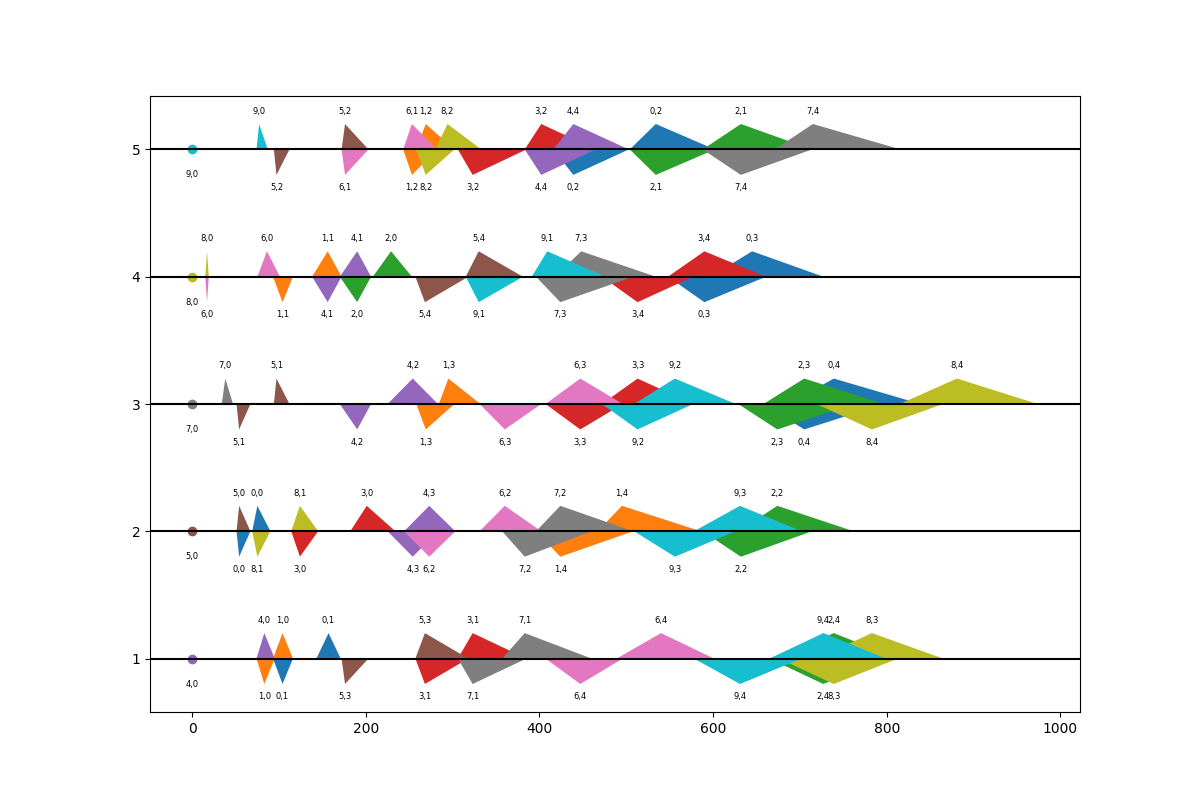 9,0 5,2 6,1 1,2 8,2 3,2 4,4 0,2 2,1 7,4
5
9,0 5,2 6,1 1,2 8,2 3,2 4,4 0,2 2,1 7,4
8,0 6,0 1,1 4,1 2,0 5,4 9,1 7,3 3,4 0,3
4
8,0 6,0 1,1 4,1 2,0 5,4 9,1 7,3 3,4 0,3
7,0 5,1 4,2 1,3 6,3 3,3 9,2 2,3 0,4 8,4
3
7,0 5,1 4,2 1,3 6,3 3,3 9,2 2,3 0,4 8,4
5,0 0,0 8,1 3,0 4,3 6,2 7,2 1,4 9,3 2,2
2
5,0 0,0 8,1 3,0 4,3 6,2 7,2 1,4 9,3 2,2
4,0 1,0 0,1 5,3 3,1 7,1 6,4 9,4 2,4 8,3
1
4,0 1,0 0,1 5,3 3,1 7,1 6,4 9,4 2,4 8,3
0 200 400 600 800 1000